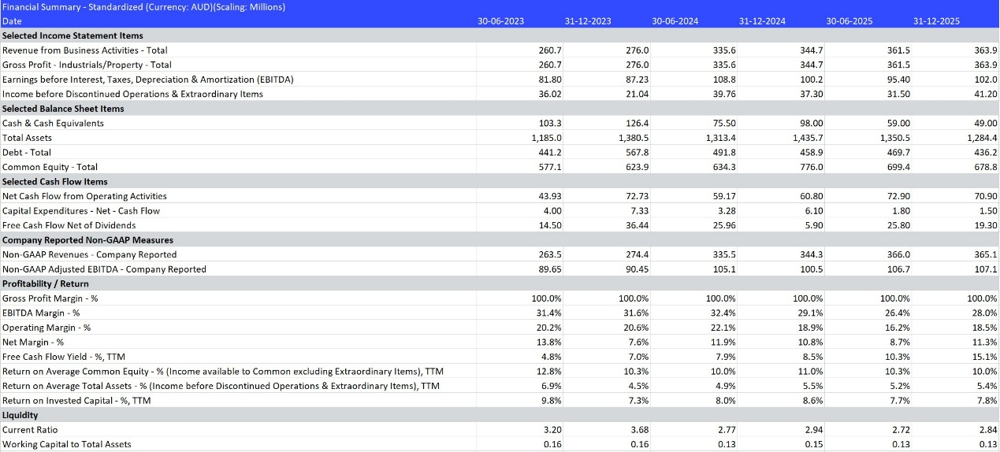 Financial Summary - Standardized (Currency: AUD)(Scaling: Millions)
Date 30-06-2023 31-12-2023 30-06-2024 31-12-2024 30-06-2025 31-12-2025
Selected Income Statement Items
Revenue from Business Activities - Total 260.7 276.0 335.6 344.7 361.5 363.9
Gross Profit - Industrials/Property - Total 260.7 276.0 335.6 344.7 361.5 363.9
Earnings before Interest, Taxes, Depreciation & Amortization (EBITDA) 81.80 87.23 108.8 100.2 95.40 102.0
Income before Discontinued Operations & Extraordinary Items 36.02 21.04 39.76 37.30 31.50 41.20
Selected Balance Sheet Items
Cash & Cash Equivalents 103.3 126.4 75.50 98.00 59.00 49.00
Total Assets 1,185.0 1,380.5 1,313.4 1,435.7 1,350.5 1,284.4
Debt - Total 441.2 567.8 491.8 458.9 469.7 436.2
Common Equity - Total 577.1 623.9 634.3 776.0 699.4 678.8
Selected Cash Flow Items
Net Cash Flow from Operating Activities 43.93 72.73 59.17 60.80 72.90 70.90
Capital Expenditures - Net - Cash Flow 4.00 7.33 3.28 6.10 1.80 1.50
Free Cash Flow Net of Dividends 14.50 36.44 25.96 5.90 25.80 19.30
Company Reported Non-GAAP Measures
Non-GAAP Revenues - Company Reported 263.5 274.4 335.5 344.3 366.0 365.1
Non-GAAP Adjusted EBITDA - Company Reported 89.65 90.45 105.1 100.5 106.7 107.1
Profitability / Return
Gross Profit Margin - % 100.0% 100.0% 100.0% 100.0% 100.0% 100.0%
EBITDA Margin - % 31.4% 31.6% 32.4% 29.1% 26.4% 28.0%
Operating Margin - % 20.2% 20.6% 22.1% 18.9% 16.2% 18.5%
Net Margin - % 13.8% 7.6% 11.9% 10.8% 8.7% 11.3%
Free Cash Flow Yield - %, TTM 4.8% 7.0% 7.9% 8.5% 10.3% 15.1%
Return on Average Common Equity - % (Income available to Common excluding Extraordinary Items), TTM 12.8% 10.3% 10.0% 11.0% 10.3% 10.0%
Return on Average Total Assets - % (Income before Discontinued Operations & Extraordinary Items), TTM 6.9% 4.5% 4.9% 5.5% 5.2% 5.4%
Return on Invested Capital - %, TTM 9.8% 7.3% 8.0% 8.6% 7.7% 7.8%
Liquidity
Current Ratio 3.20 3.68 2.77 2.94 2.72 2.84
Working Capital to Total Assets 0.16 0.16 0.13 0.15 0.13 0.13